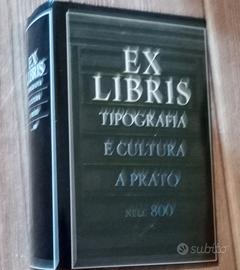 EX
LIBRIS
TIPOGRAFIA
E CULTURA
A PRATO
NELL' 800
subito